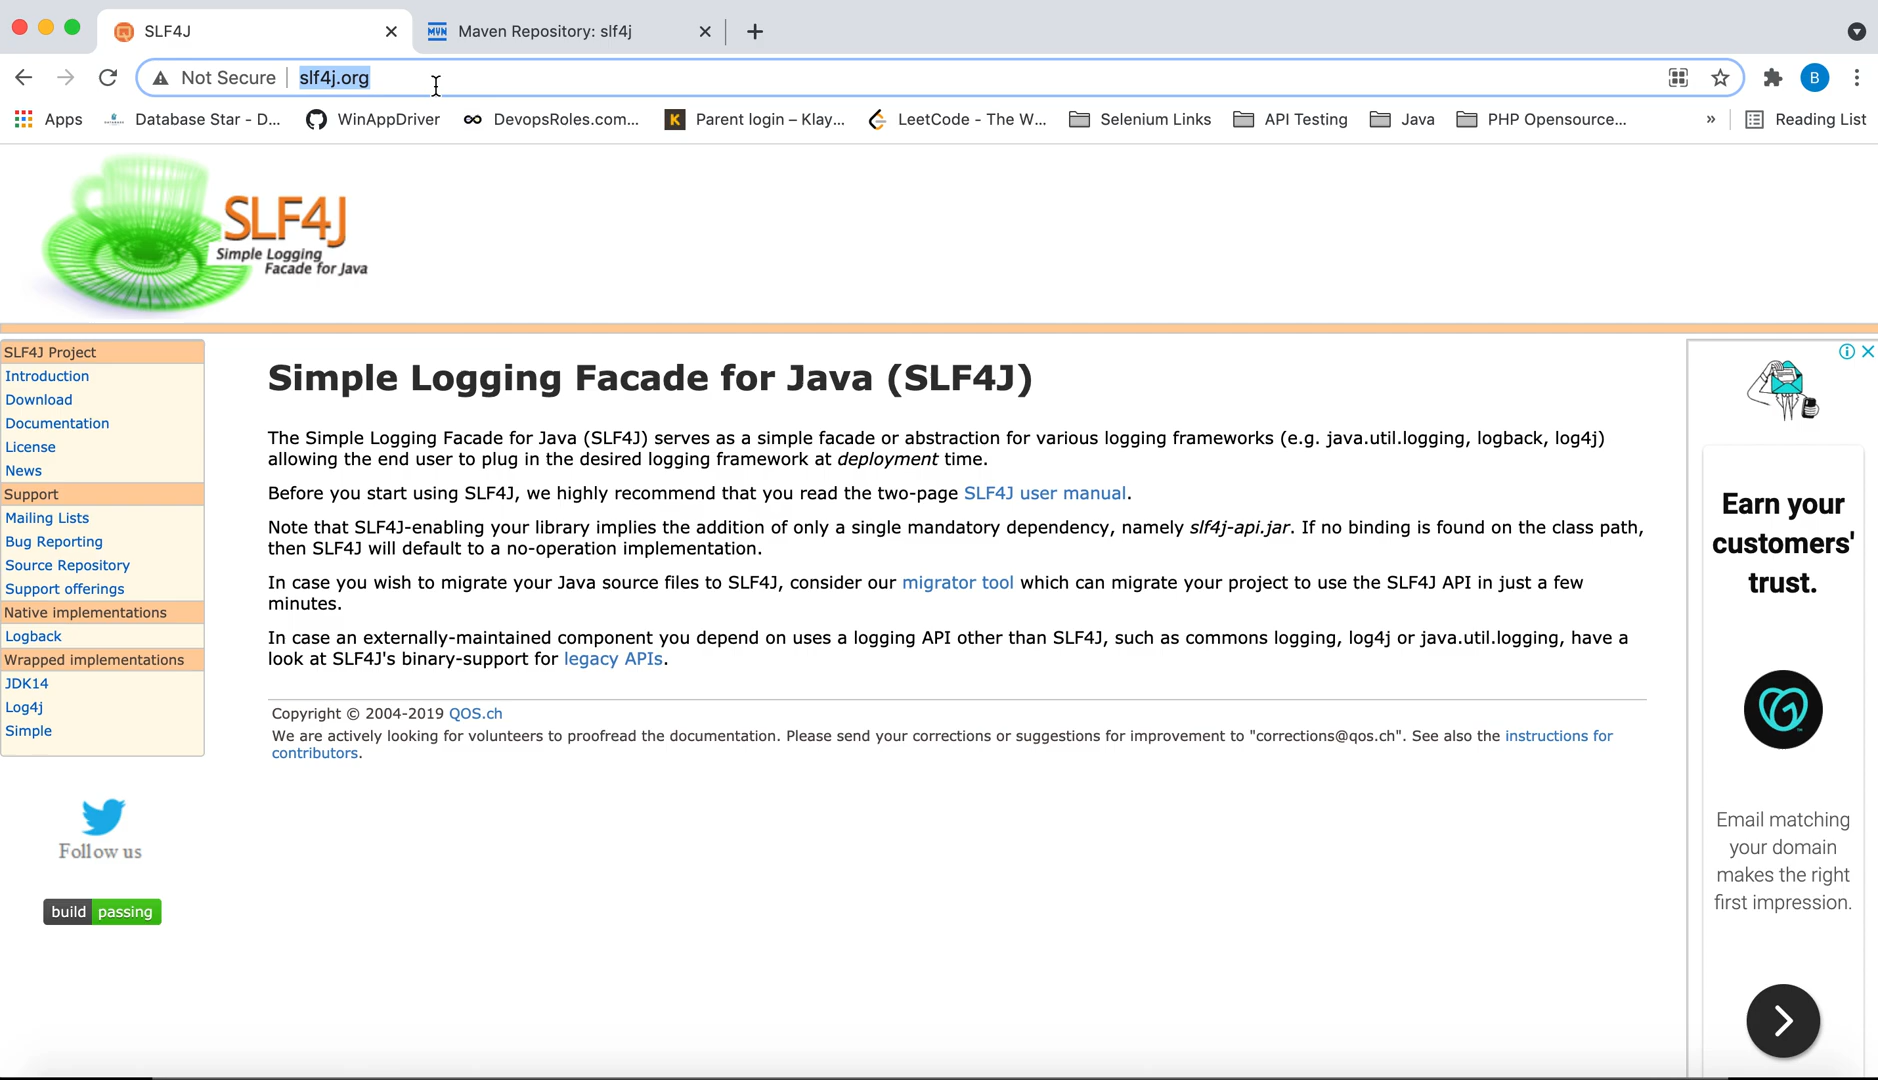 SLF4J
Maven Repository: slf4j
Not Secure
slf4j.org
B
Apps
Database Star - D...
WinAppDriver
DevopsRoles.com...
K
Parent login – Klay...
LeetCode - The W...
Selenium Links
API Testing
Java
PHP Opensource...
»
Reading List
SLF4J
Simple Logging
Facade for Java
SLF4J Project
Introduction
Download
Documentation
License
News
Support
Mailing Lists
Bug Reporting
Source Repository
Support offerings
Native implementations
Logback
Wrapped implementations
JDK14
Log4j
Simple
Follow us
build passing
Simple Logging Facade for Java (SLF4J)
The Simple Logging Facade for Java (SLF4J) serves as a simple facade or abstraction for various logging frameworks (e.g. java.util.logging, logback, log4j)
allowing the end user to plug in the desired logging framework at deployment time.
Before you start using SLF4J, we highly recommend that you read the two-page SLF4J user manual.
Note that SLF4J-enabling your library implies the addition of only a single mandatory dependency, namely slf4j-api.jar. If no binding is found on the class path,
then SLF4J will default to a no-operation implementation.
In case you wish to migrate your Java source files to SLF4J, consider our migrator tool which can migrate your project to use the SLF4J API in just a few
minutes.
In case an externally-maintained component you depend on uses a logging API other than SLF4J, such as commons logging, log4j or java.util.logging, have a
look at SLF4J's binary-support for legacy APIs.
Copyright © 2004-2019 QOS.ch
We are actively looking for volunteers to proofread the documentation. Please send your corrections or suggestions for improvement to "corrections@qos.ch". See also the instructions for
contributors.
Earn your
customers'
trust.
Email matching
your domain
makes the right
first impression.